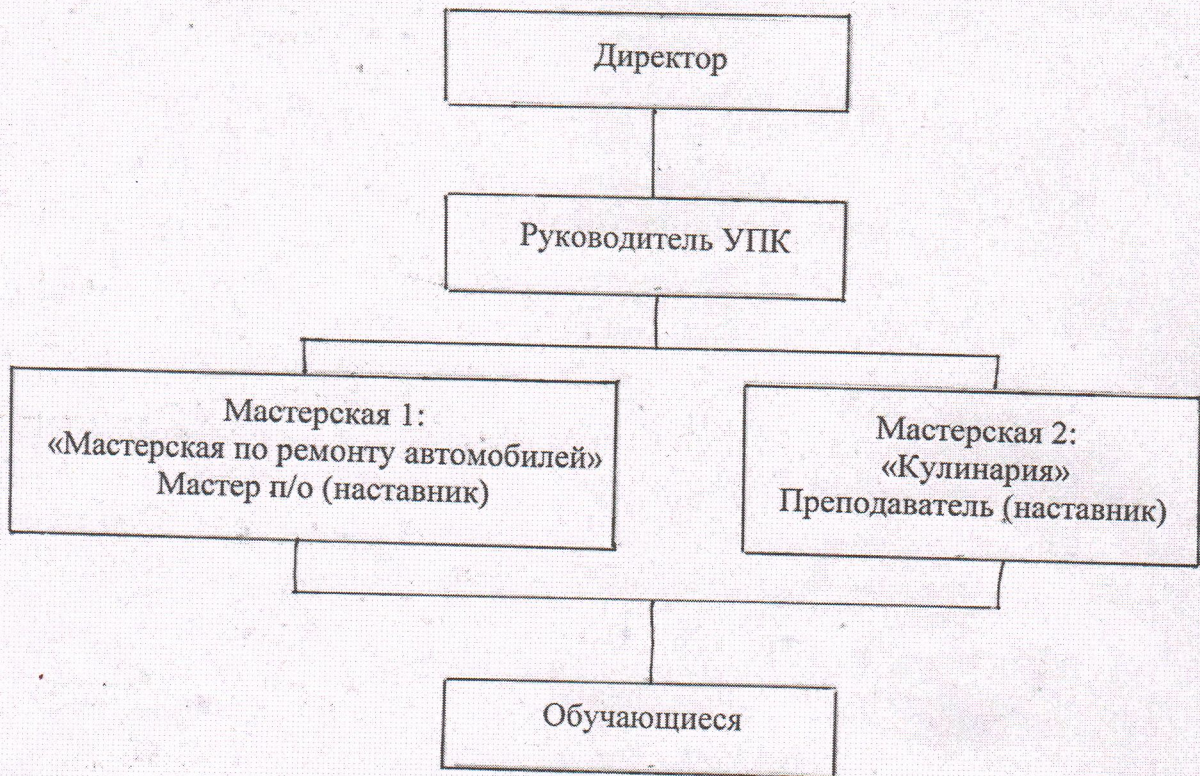 Директор
Руководитель УПК
Мастерская 1:
«Мастерская по ремонту автомобилей»
Мастер п/о (наставник)
Мастерская 2:
«Кулинария»
Преподаватель (наставник)
Обучающиеся